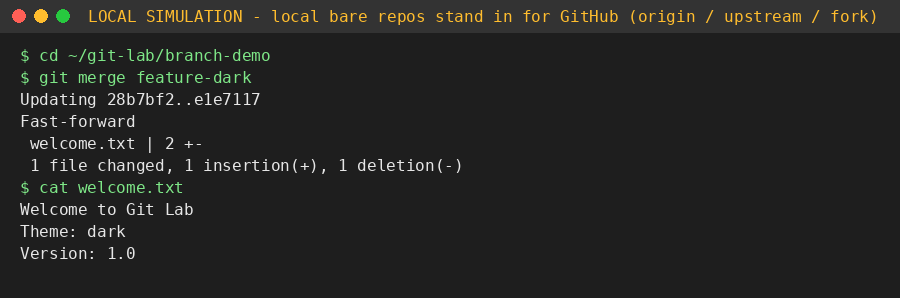 LOCAL SIMULATION - local bare repos stand in for GitHub (origin / upstream / fork)
$ cd ~/git-lab/branch-demo
$ git merge feature-dark
Updating 28b7bf2..e1e7117
Fast-forward
 welcome.txt | 2 +-
 1 file changed, 1 insertion(+), 1 deletion(-)
$ cat welcome.txt
Welcome to Git Lab
Theme: dark
Version: 1.0